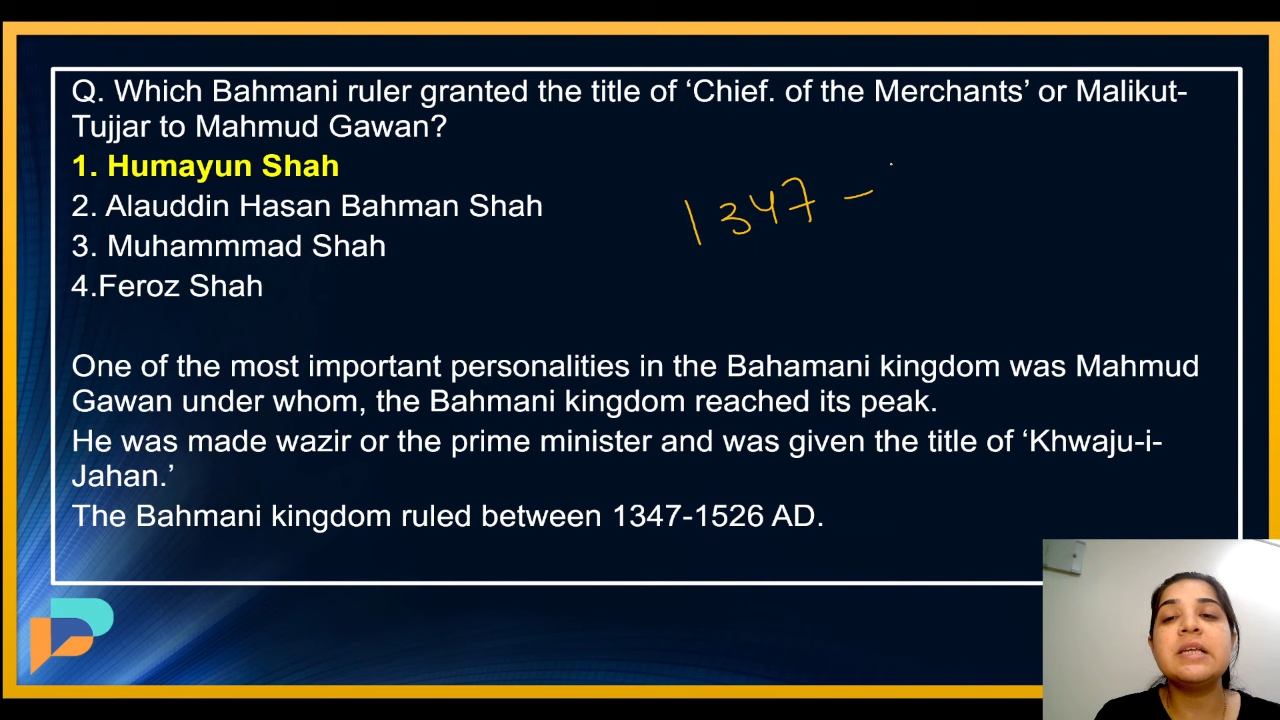 Q. Which Bahmani ruler granted the title of ‘Chief. of the Merchants’ or Malikut-
Tujjar to Mahmud Gawan?
1. Humayun Shah
2. Alauddin Hasan Bahman Shah
3. Muhammmad Shah
4.Feroz Shah
1347 –
One of the most important personalities in the Bahamani kingdom was Mahmud
Gawan under whom, the Bahmani kingdom reached its peak.
He was made wazir or the prime minister and was given the title of ‘Khwaju-i-
Jahan.’
The Bahmani kingdom ruled between 1347-1526 AD.